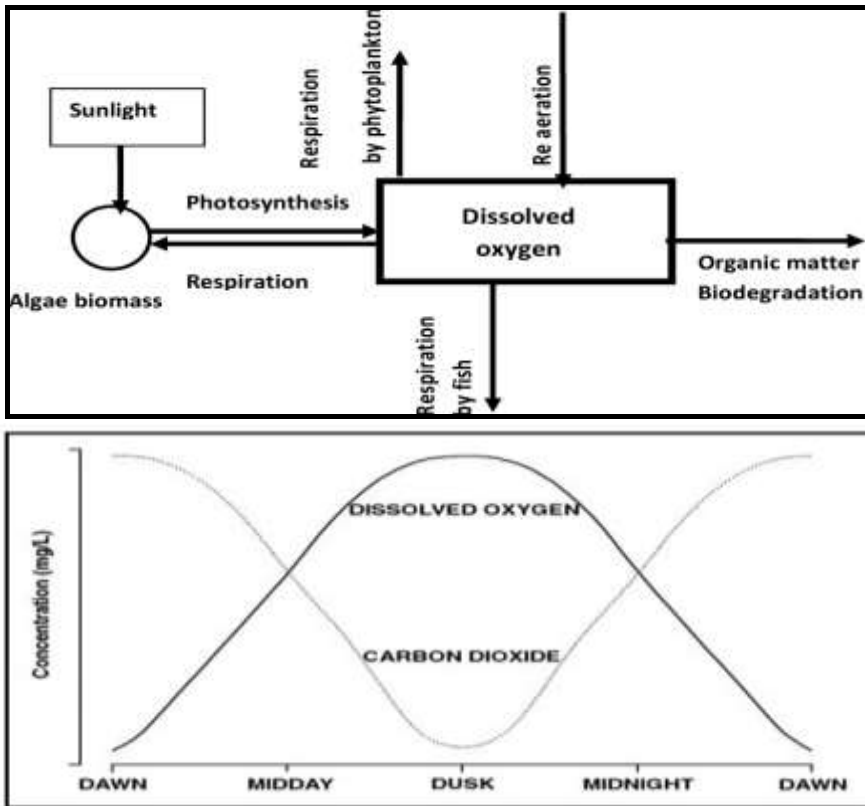 Sunlight
Respiration
by phytoplankton
Re aeration
Photosynthesis
Dissolved
oxygen
Respiration
Algae biomass
Organic matter
Biodegradation
Respiration
by fish
Concentration (mg/L)
DISSOLVED OXYGEN
CARBON DIOXIDE
DAWN MIDDAY DUSK MIDNIGHT DAWN